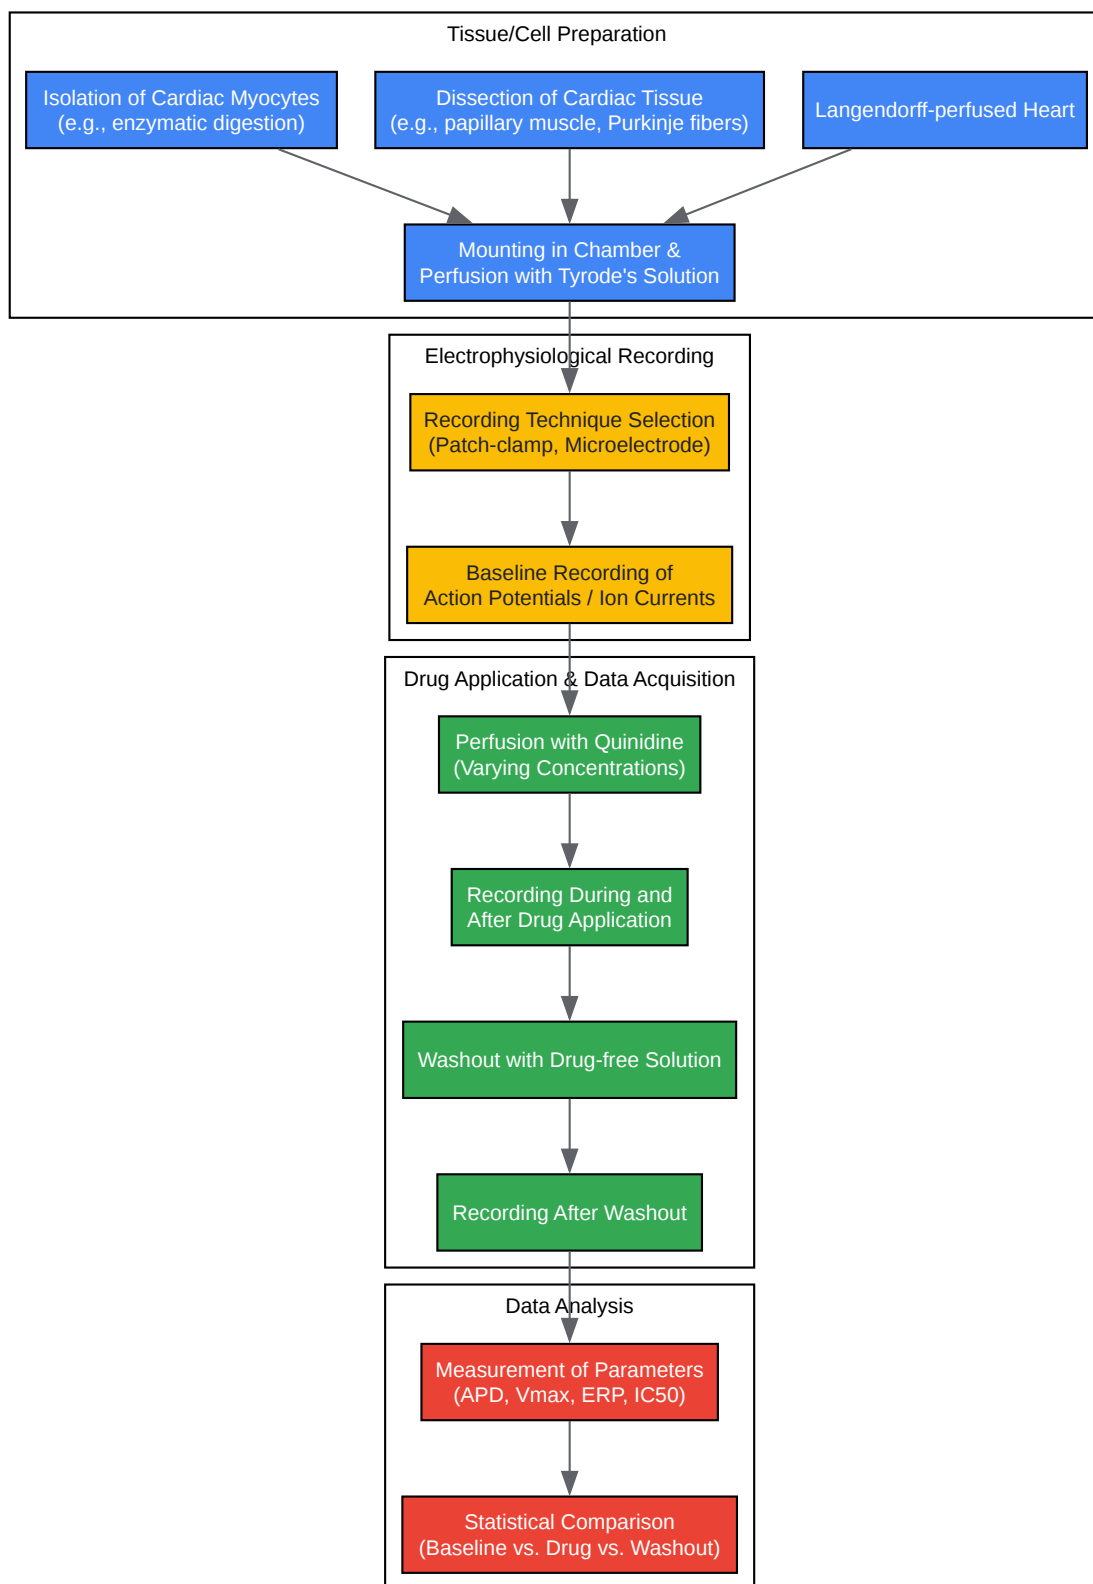 Tissue/Cell Preparation
Isolation of Cardiac Myocytes
(e.g., enzymatic digestion)
Dissection of Cardiac Tissue
(e.g., papillary muscle, Purkinje fibers)
Langendorff-perfused Heart
Mounting in Chamber &
Perfusion with Tyrode's Solution
Electrophysiological Recording
Recording Technique Selection
(Patch-clamp, Microelectrode)
Baseline Recording of
Action Potentials / Ion Currents
Drug Application & Data Acquisition
Perfusion with Quinidine
(Varying Concentrations)
Recording During and
After Drug Application
Washout with Drug-free Solution
Recording After Washout
Data Analysis
Measurement of Parameters
(APD, Vmax, ERP, IC50)
Statistical Comparison
(Baseline vs. Drug vs. Washout)